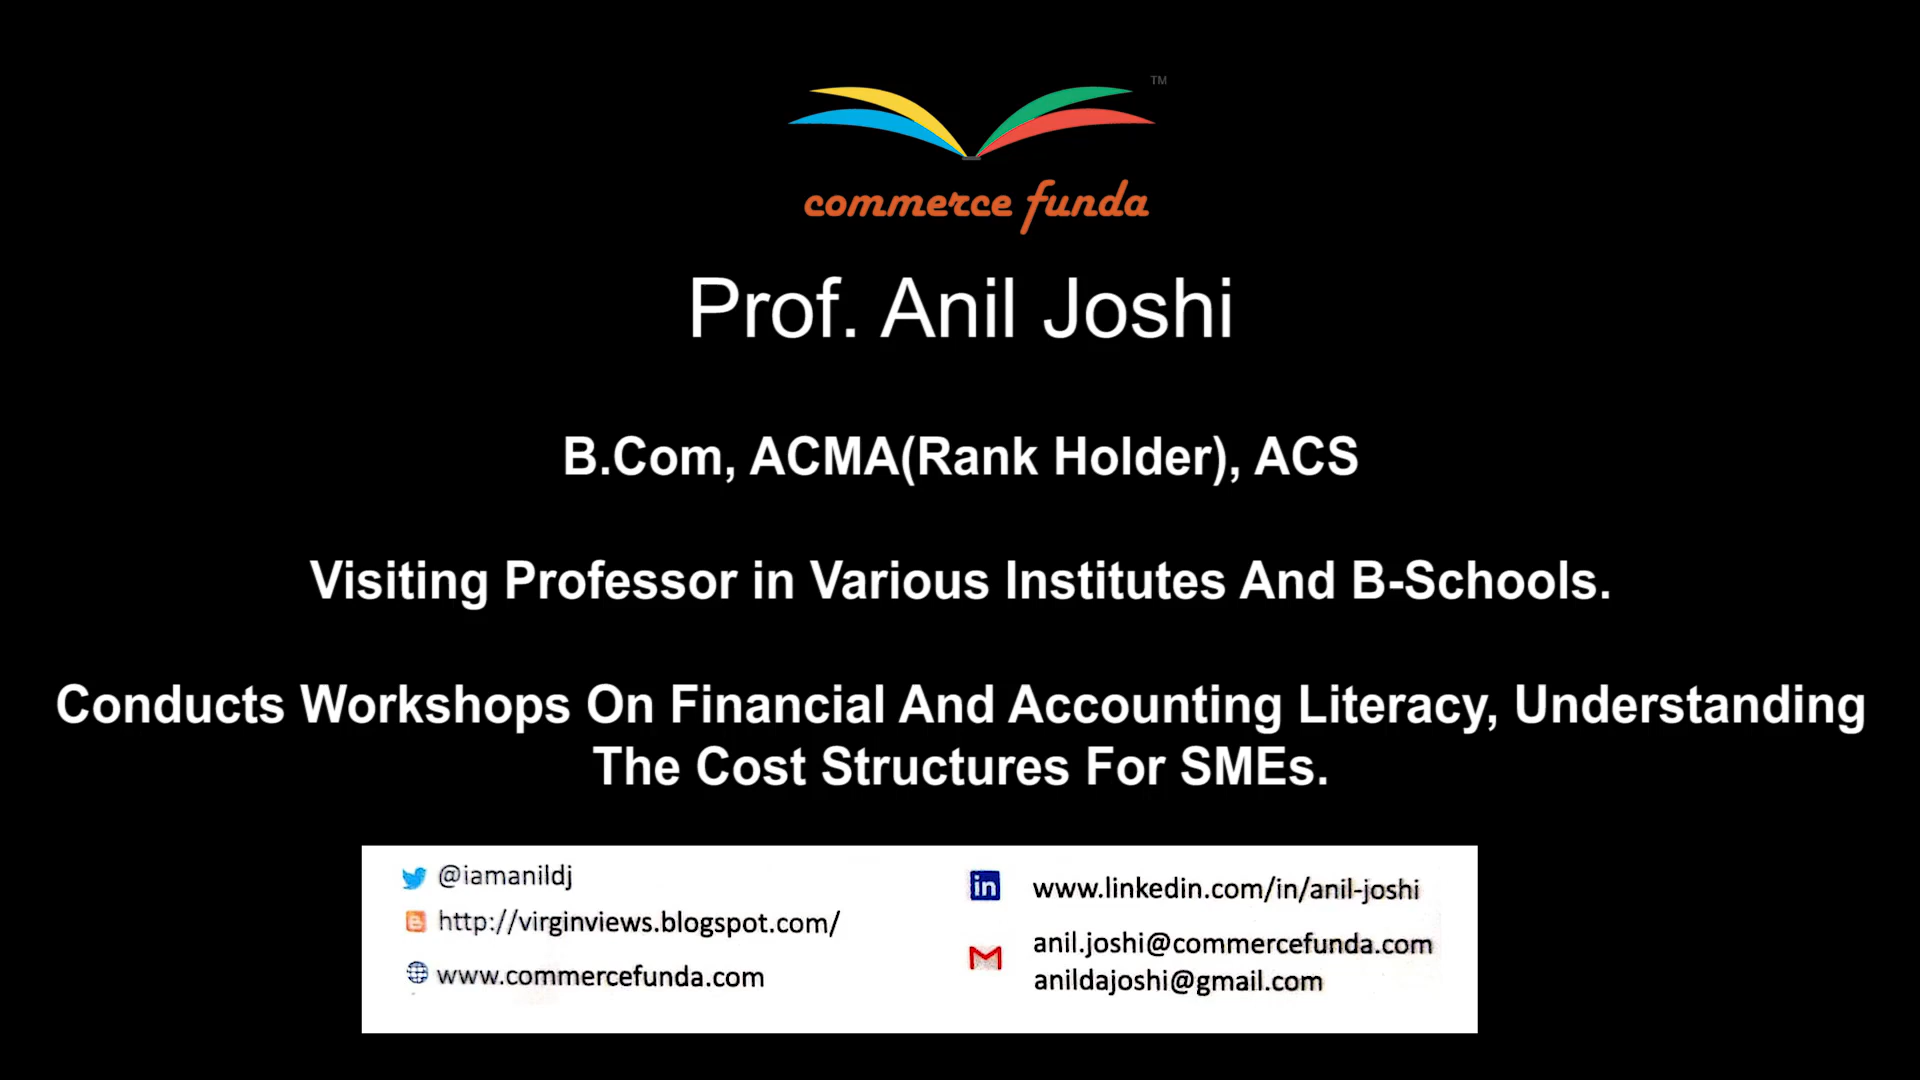 TM
commerce funda
Prof. Anil Joshi
B.Com, ACMA(Rank Holder), ACS
Visiting Professor in Various Institutes And B-Schools.
Conducts Workshops On Financial And Accounting Literacy, Understanding
The Cost Structures For SMEs.
@iamanildj
http://virginviews.blogspot.com/
www.commercefunda.com
in
www.linkedin.com/in/anil-joshi
anil.joshi@commercefunda.com
anildajoshi@gmail.com